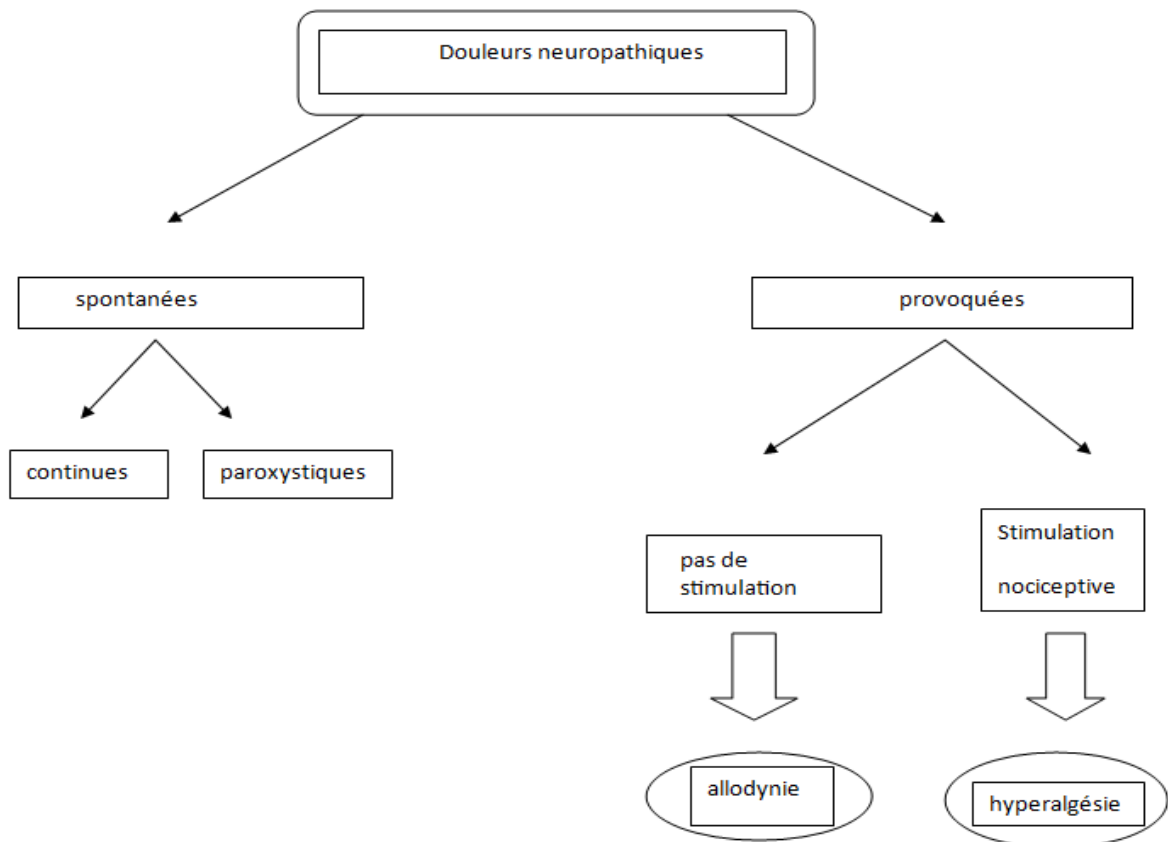 Douleurs neuropathiques
spontanées
provoquées
continues
paroxystiques
pas de
stimulation
Stimulation
nociceptive
allodynie
hyperalgésie